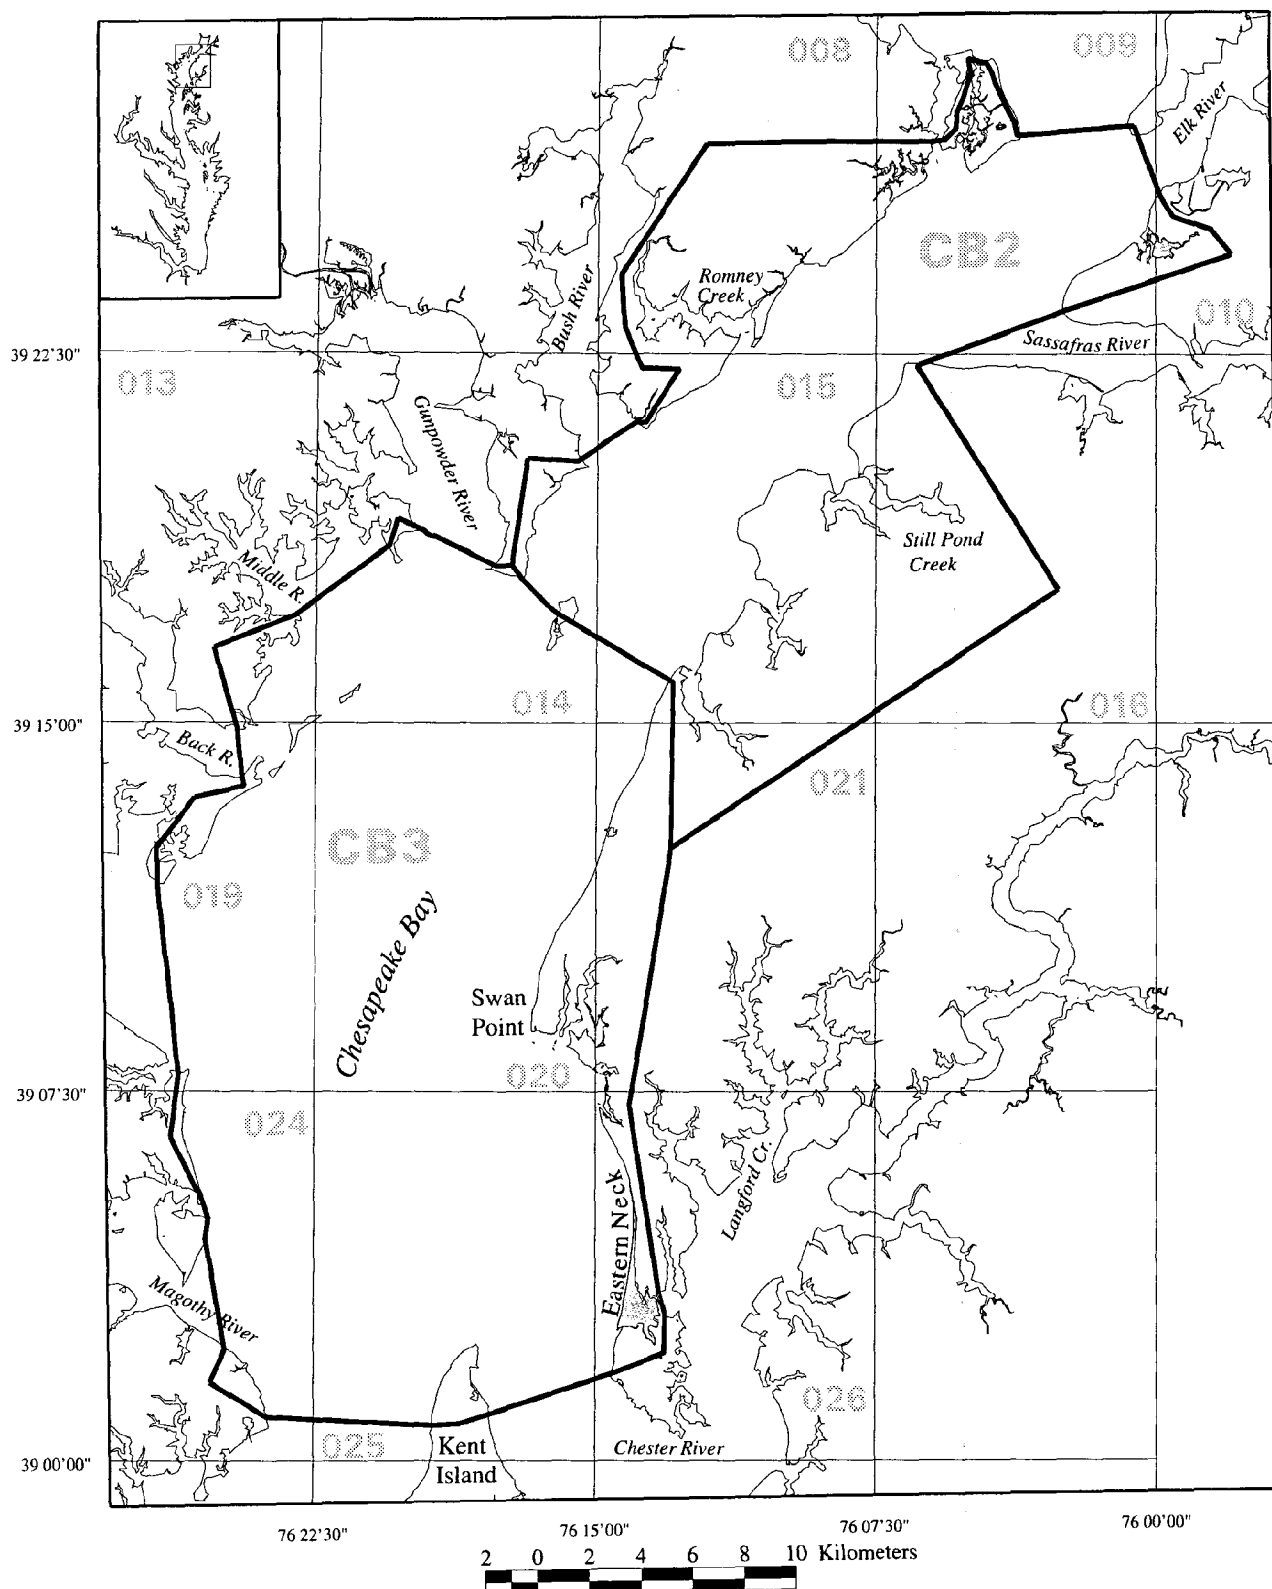 008
009
Elk River
CB2
Romney
Creek
Bush River
010
39 22'30"
Sassafras River
013
015
Gunpowder River
Still Pond
Creek
Middle R.
014
016
39 15'00"
Back R.
021
CB3
019
Chesapeake Bay
Swan
Point
020
39 07'30"
024
Langford Cr.
Eastern Neck
Magothy River
026
025
Kent
Island
Chester River
39 00'00"
76 22'30"
76 15'00"
76 07'30"
76 00'00"
2 0 2 4 6 8 10 Kilometers